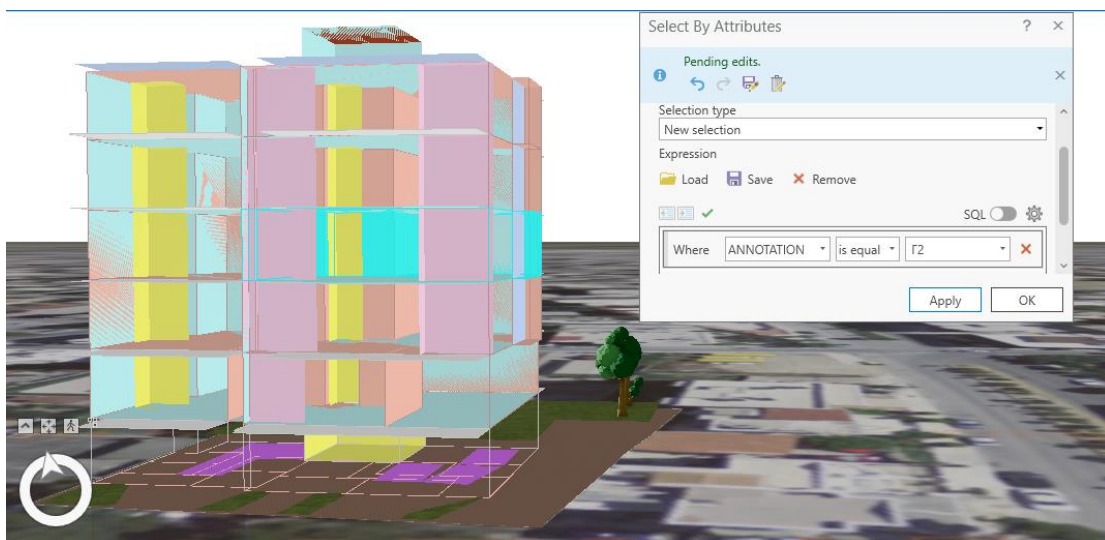 Select By Attributes
Pending edits.
Selection type
New selection
Expression
Load Save Remove
SQL
Where ANNOTATION is equal Γ2
Apply OK